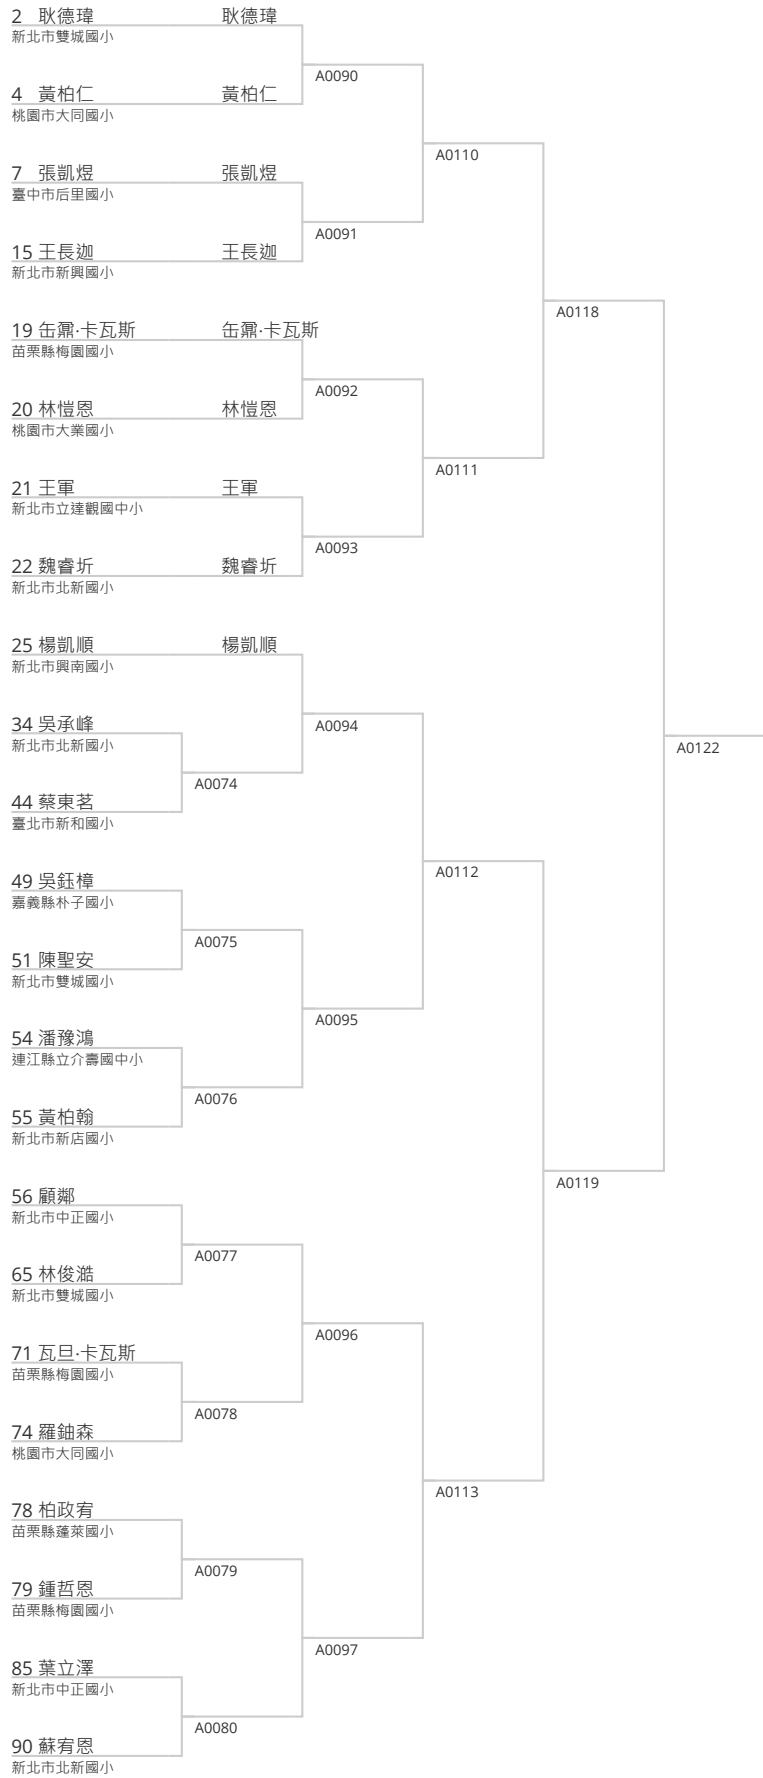 2 耿德瑋 耿德瑋
新北市雙城國小
A0090
4 黃柏仁 黃柏仁
桃園市大同國小
A0110
7 張凱煜 張凱煜
臺中市后里國小
A0091
15 王長迦 王長迦
新北市新興國小
A0118
19 缶鼐·卡瓦斯 缶鼐·卡瓦斯
苗栗縣梅園國小
A0092
20 林愷恩 林愷恩
桃園市大業國小
A0111
21 王軍 王軍
新北市立達觀國中小
A0093
22 魏睿圻 魏睿圻
新北市北新國小
25 楊凱順 楊凱順
新北市興南國小
34 吳承峰
A0094
新北市北新國小
A0122
A0074
44 蔡東茗
臺北市新和國小
A0112
49 吳鈺樟
嘉義縣朴子國小
A0075
51 陳聖安
新北市雙城國小
A0095
54 潘豫鴻
連江縣立介壽國中小
A0076
55 黃柏翰
新北市新店國小
A0119
56 顧鄰
新北市中正國小
A0077
65 林俊澔
新北市雙城國小
A0096
71 瓦旦·卡瓦斯
苗栗縣梅園國小
A0078
74 羅鈾森
桃園市大同國小
A0113
78 柏政宥
苗栗縣蓬萊國小
A0079
79 鍾哲恩
苗栗縣梅園國小
A0097
85 葉立澤
新北市中正國小
A0080
90 蘇宥恩
新北市北新國小